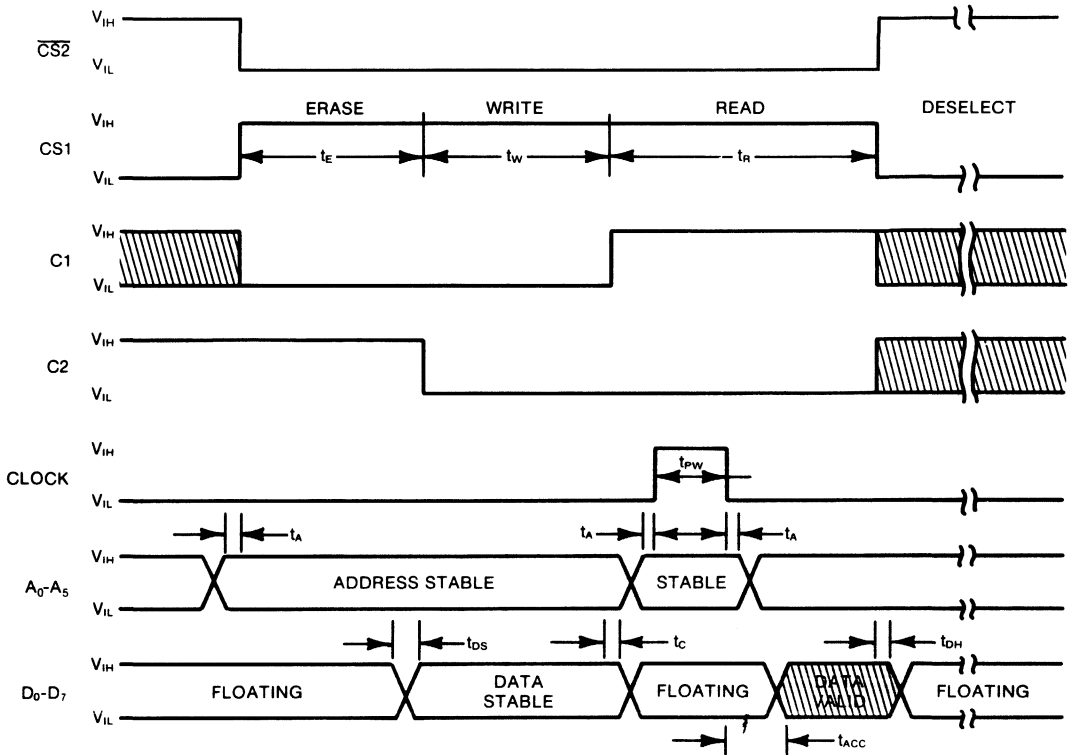 V_IH
CS2
V_IL
ERASE WRITE READ DESELECT
V_IH
CS1
t_E t_W t_R
V_IL
V_IH
C1
V_IL
V_IH
C2
V_IL
V_IH
t_PW
CLOCK
V_IL
t_A t_A t_A
V_IH
A₀-A₅ ADDRESS STABLE STABLE
V_IL
t_DS t_C t_DH
V_IH
D₀-D₇ FLOATING DATA STABLE FLOATING DATA VALID FLOATING
V_IL
t_ACC